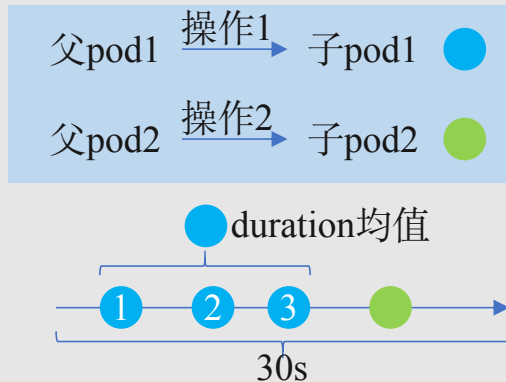 父pod1 操作1 子pod1
父pod2 操作2 子pod2
duration均值
1 2 3
30s